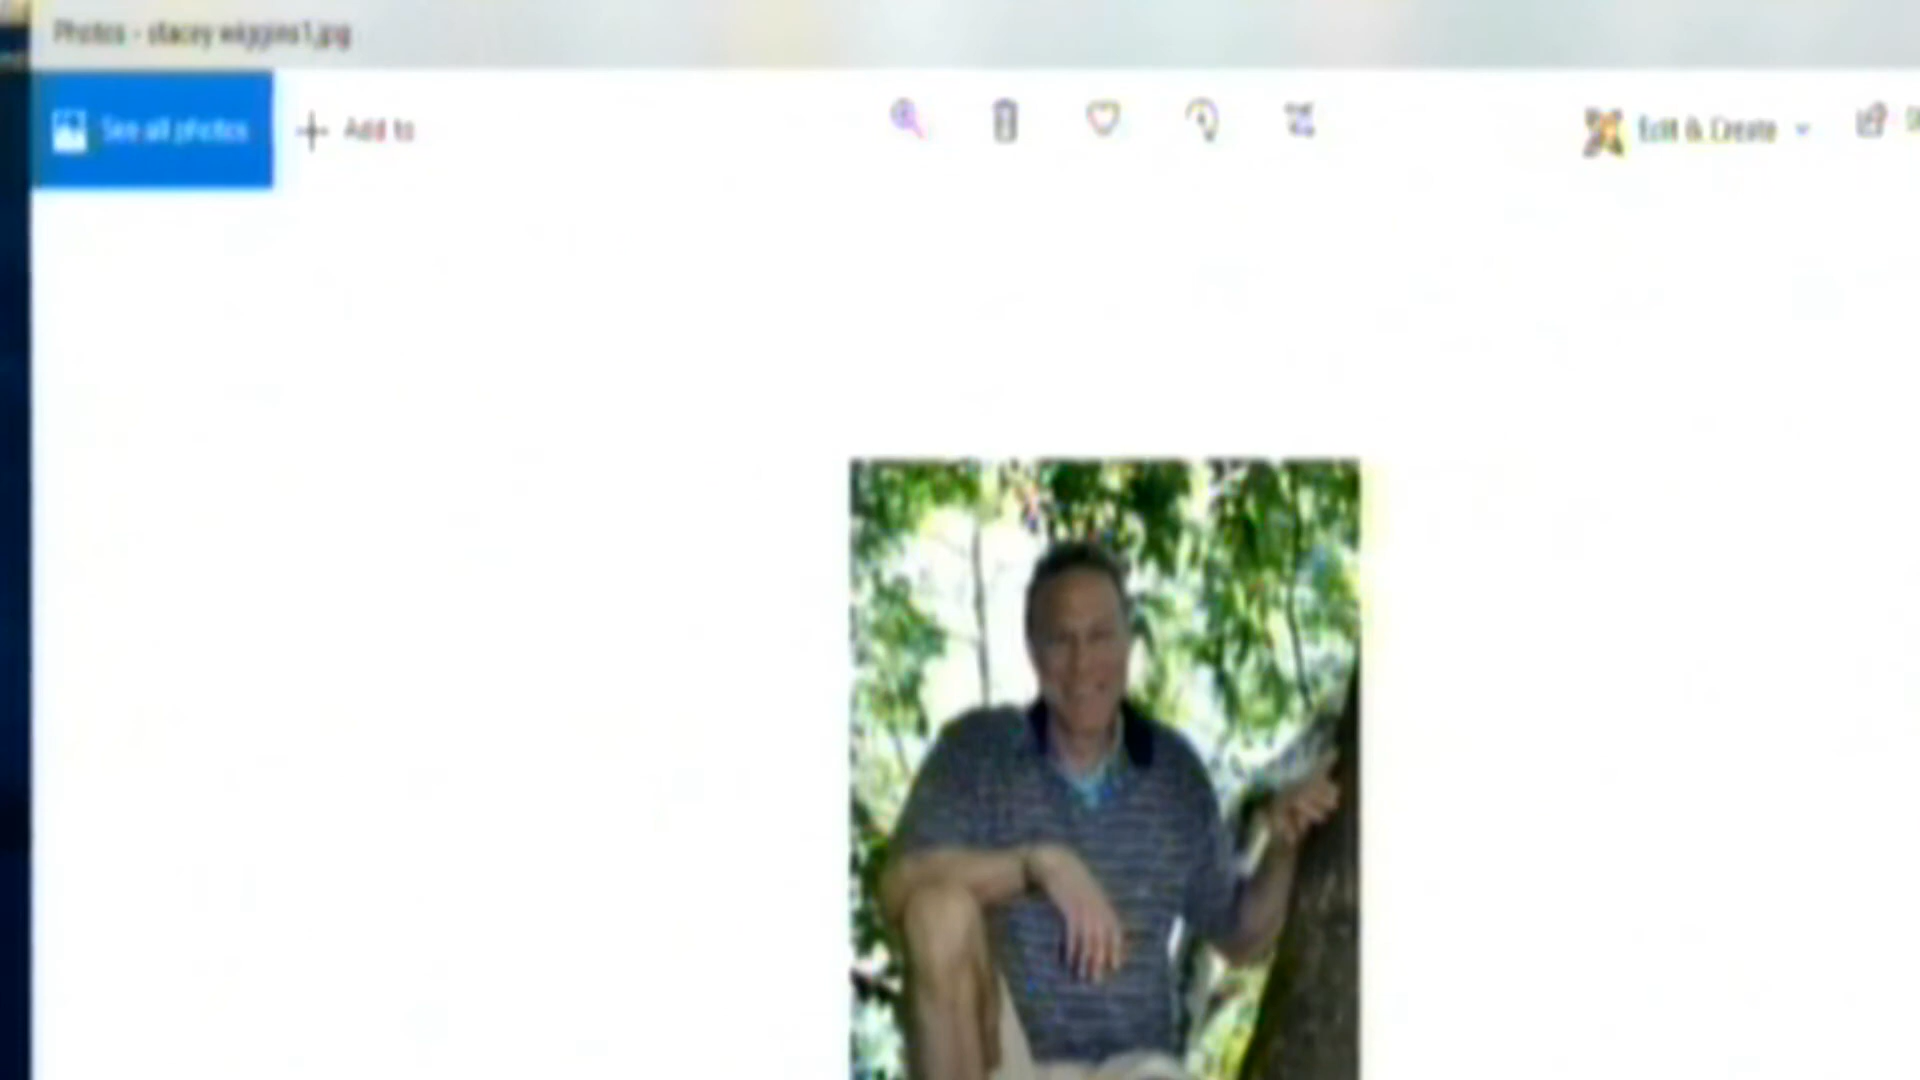 Photos - stacey wiggins1.jpg
See all photos
Add to
Edit & Create